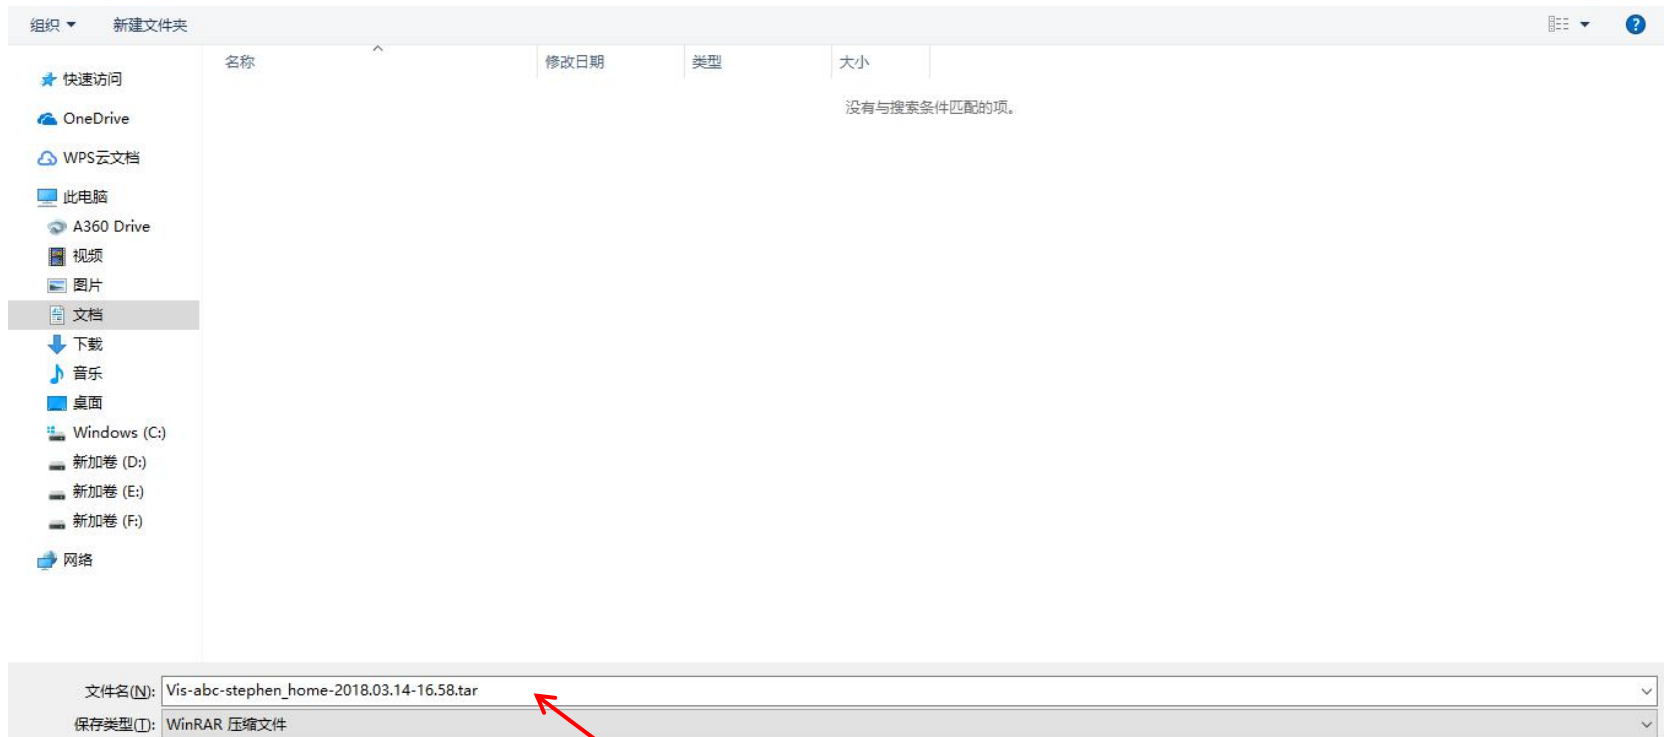 组织 新建文件夹
名称 修改日期 类型 大小
没有与搜索条件匹配的项。
快速访问
OneDrive
WPS云文档
此电脑
A360 Drive
视频
图片
文档
下载
音乐
桌面
Windows (C:)
新加卷 (D:)
新加卷 (E:)
新加卷 (F:)
网络
文件名(N): Vis-abc-stephen_home-2018.03.14-16.58.tar
保存类型(T): WinRAR 压缩文件